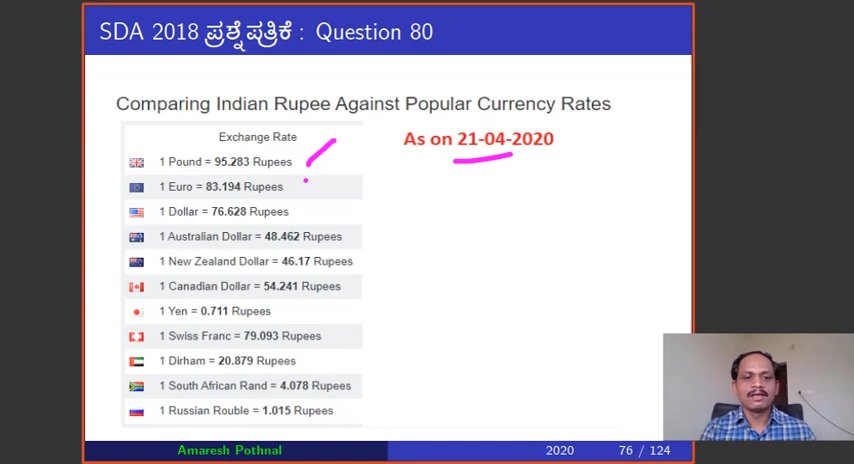 SDA 2018 ಪ್ರಶ್ನೆ ಪತ್ರಿಕೆ : Question 80
Comparing Indian Rupee Against Popular Currency Rates
Exchange Rate
As on 21-04-2020
1 Pound = 95.283 Rupees
1 Euro = 83.194 Rupees
1 Dollar = 76.628 Rupees
1 Australian Dollar = 48.462 Rupees
1 New Zealand Dollar = 46.17 Rupees
1 Canadian Dollar = 54.241 Rupees
1 Yen = 0.711 Rupees
1 Swiss Franc = 79.093 Rupees
1 Dirham = 20.879 Rupees
1 South African Rand = 4.078 Rupees
1 Russian Rouble = 1.015 Rupees
Amaresh Pothnal 2020 76 / 124